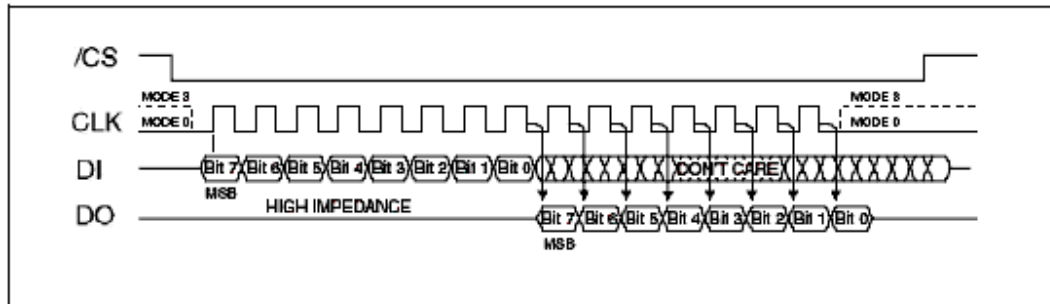 /CS
MODE 3 MODE 3
CLK
MODE 0 MODE 0
DI Bit 7 Bit 6 Bit 5 Bit 4 Bit 3 Bit 2 Bit 1 Bit 0 DON'T CARE
MSB
HIGH IMPEDANCE
DO Bit 7 Bit 6 Bit 5 Bit 4 Bit 3 Bit 2 Bit 1 Bit 0
MSB